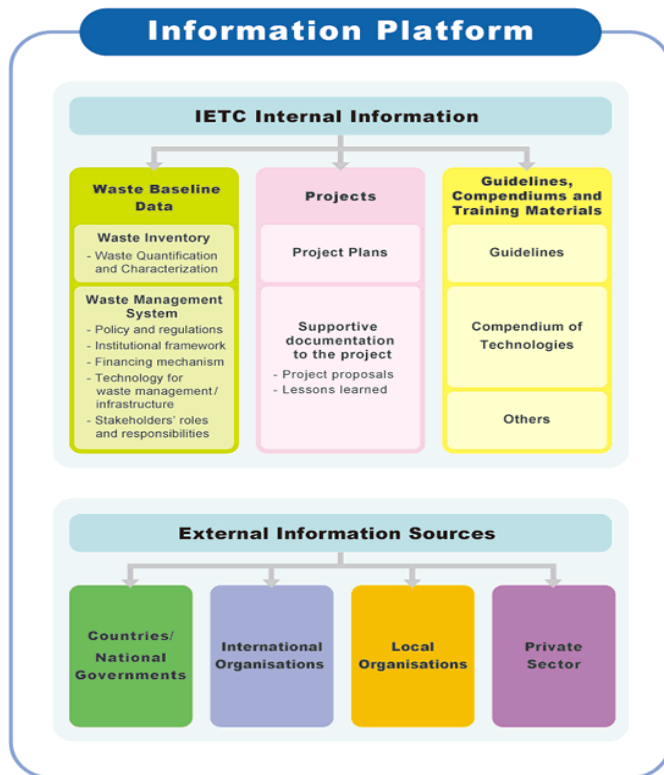 Information Platform
IETC Internal Information
Waste Baseline
Data
Waste Inventory
- Waste Quantification
and Characterization
Waste Management
System
- Policy and regulations
- Institutional framework
- Financing mechanism
- Technology for
waste management/
infrastructure
- Stakeholders' roles
and responsibilities
Projects
Project Plans
Supportive
documentation
to the project
- Project proposals
- Lessons learned
Guidelines,
Compendiums and
Training Materials
Guidelines
Compendium of
Technologies
Others
External Information Sources
Countries/
National
Governments
International
Organisations
Local
Organisations
Private
Sector